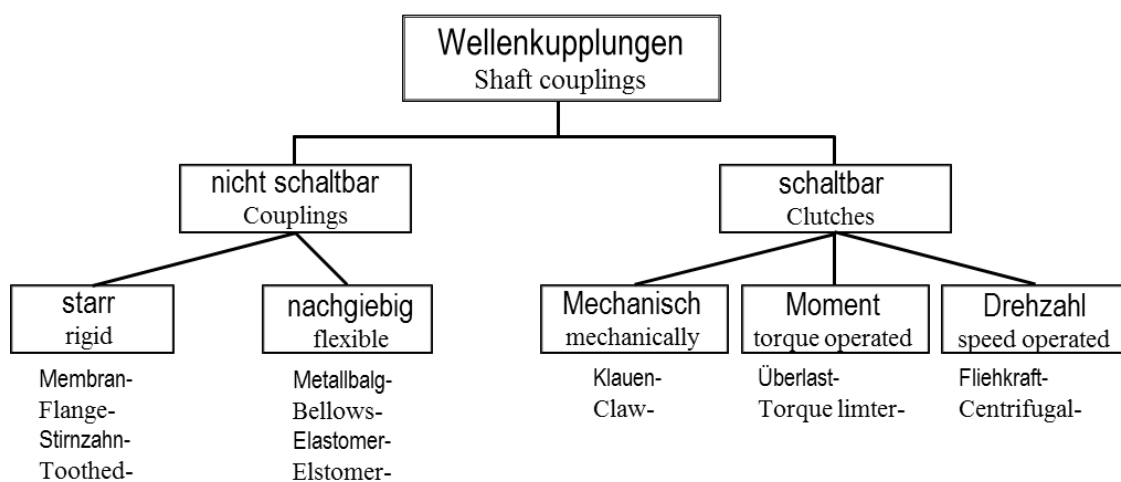 Wellenkupplungen
Shaft couplings
nicht schaltbar
Couplings
schaltbar
Clutches
starr
rigid
nachgiebig
flexible
Mechanisch
mechanically
Moment
torque operated
Drehzahl
speed operated
Membran-
Flange-
Stirnzahn-
Toothed-
Metallbalg-
Bellows-
Elastomer-
Elstomer-
Klauen-
Claw-
Überlast-
Torque limter-
Fliehkraft-
Centrifugal-